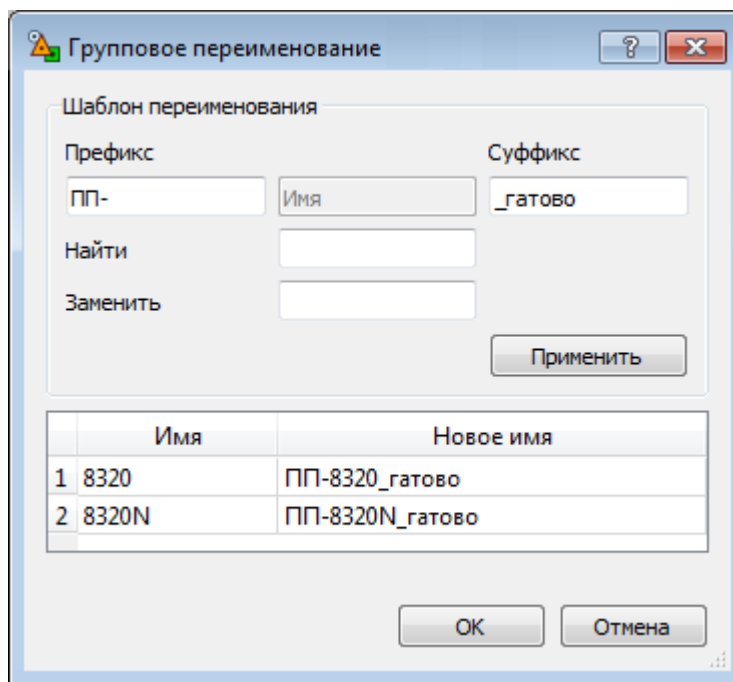 Групповое переименование
Шаблон переименования
Префикс Суффикс
ПП- Имя _гатово
Найти
Заменить
Применить
Имя Новое имя
1 8320 ПП-8320_гатово
2 8320N ПП-8320N_гатово
OK Отмена